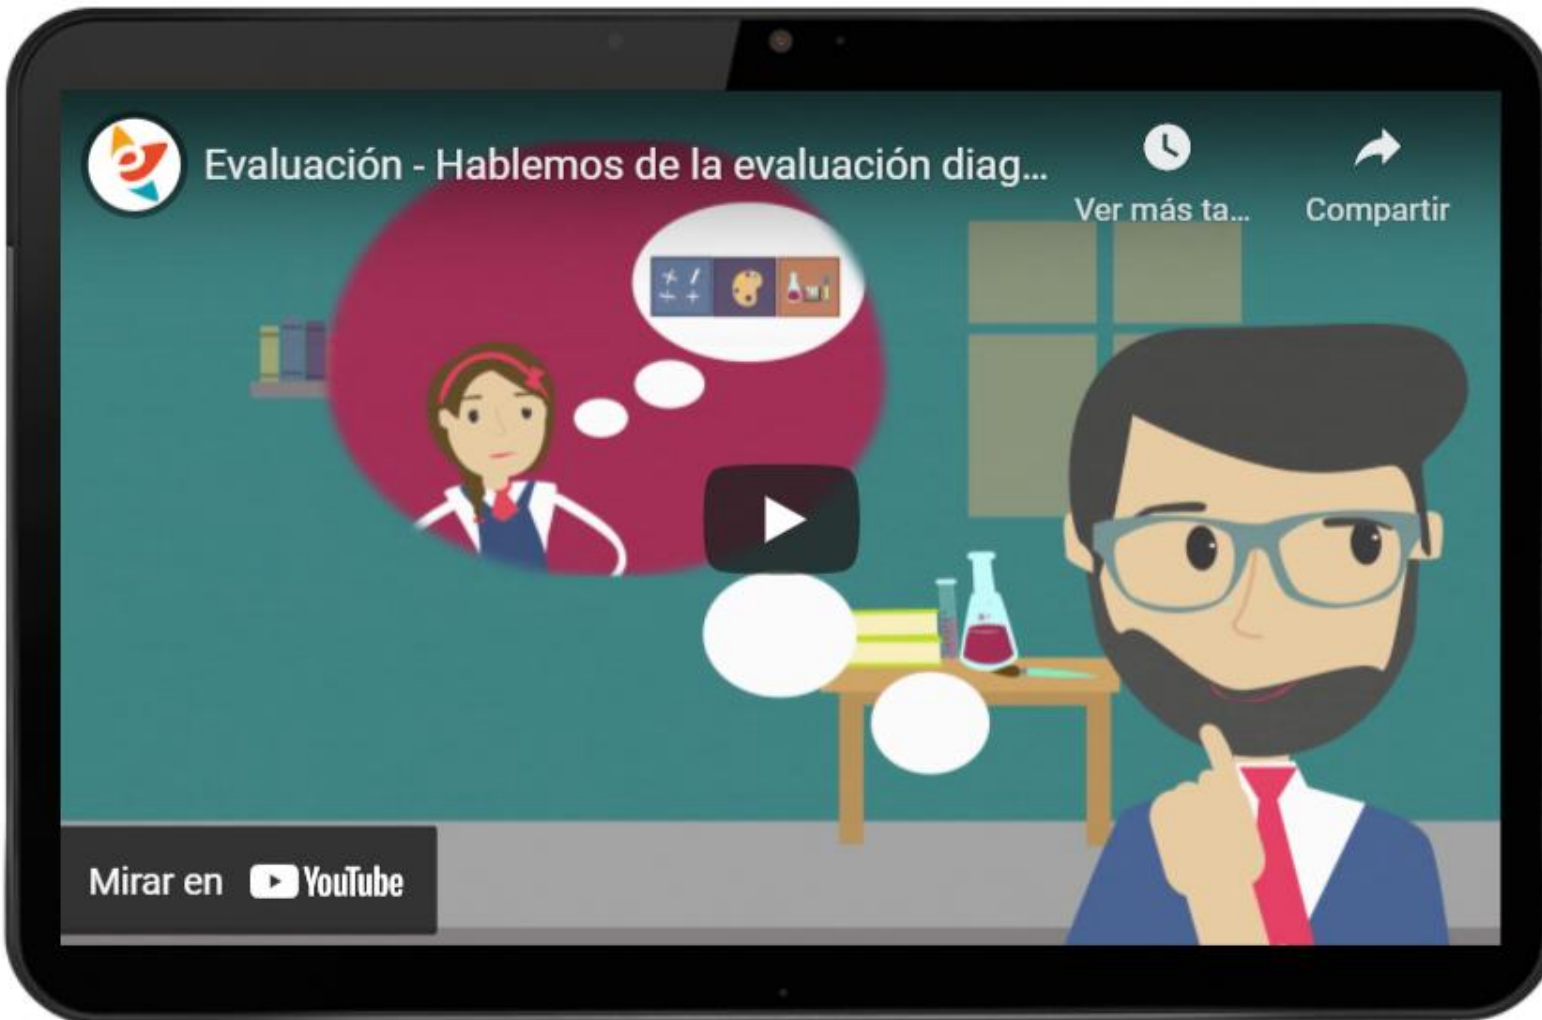 Evaluación - Hablemos de la evaluación diag...
Ver más ta...
Compartir
Mirar en YouTube